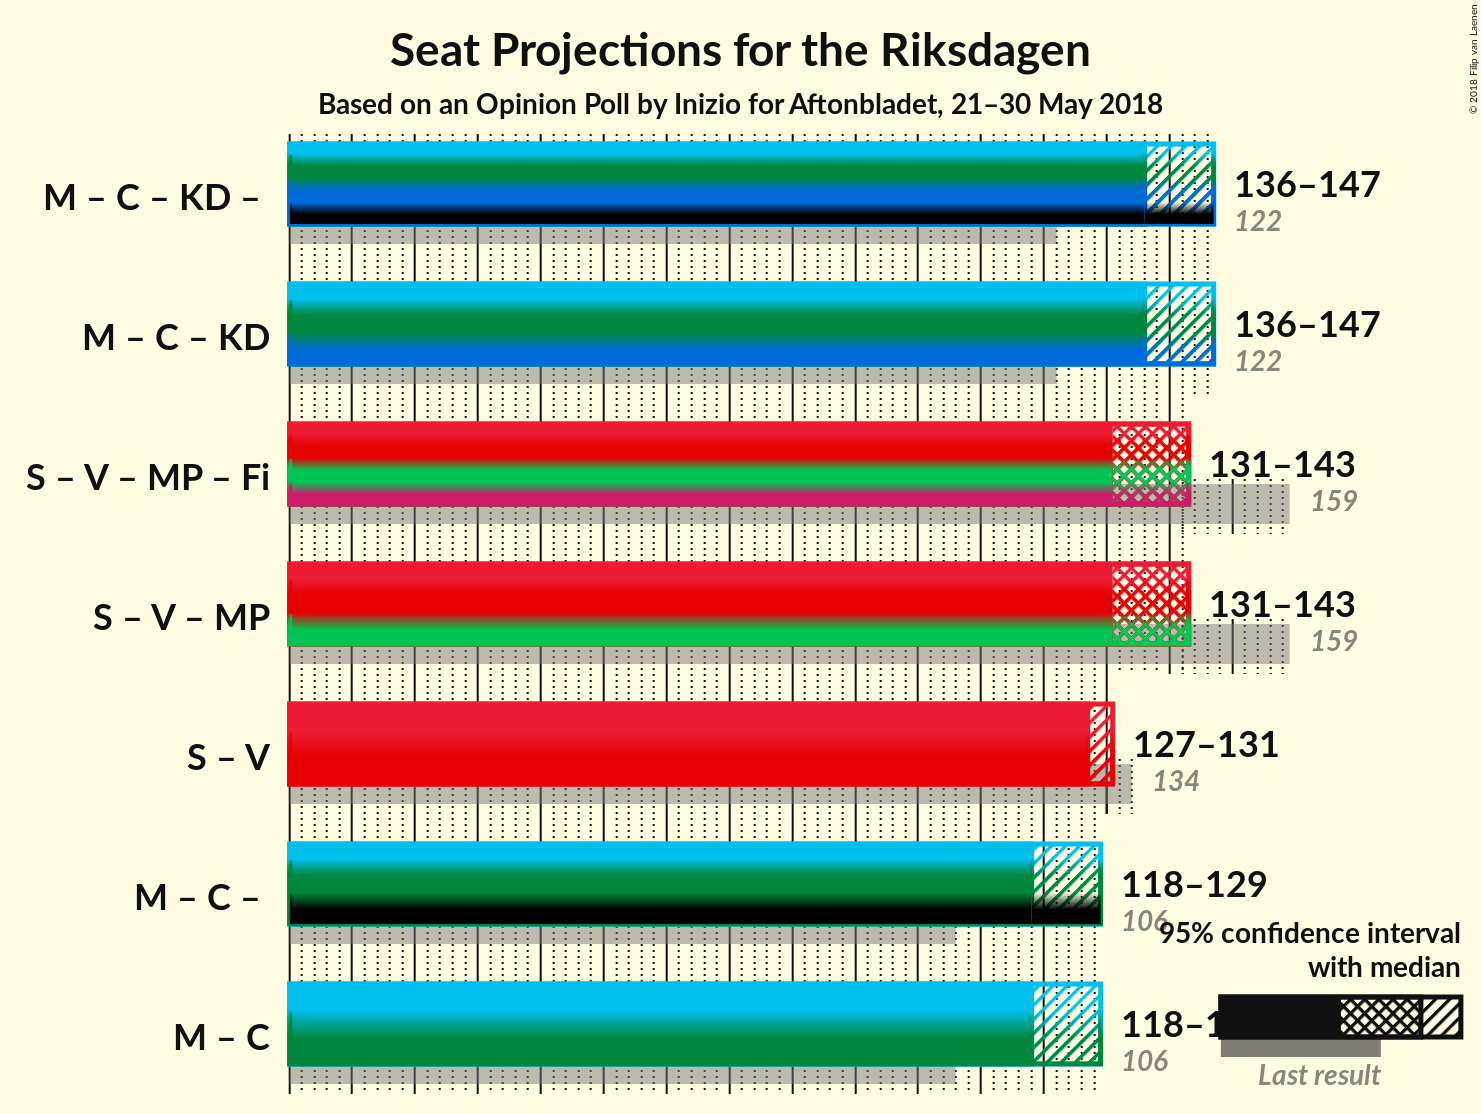 Seat Projections for the Riksdagen
Based on an Opinion Poll by Inizio for Aftonbladet, 21–30 May 2018
© 2018 Filip van Laenen
M – C – KD –
136–147
122
M – C – KD
136–147
122
S – V – MP – Fi
131–143
159
S – V – MP
131–143
159
S – V
127–131
134
M – C –
118–129
106
M – C
118–1
106
95% confidence interval
with median
Last result